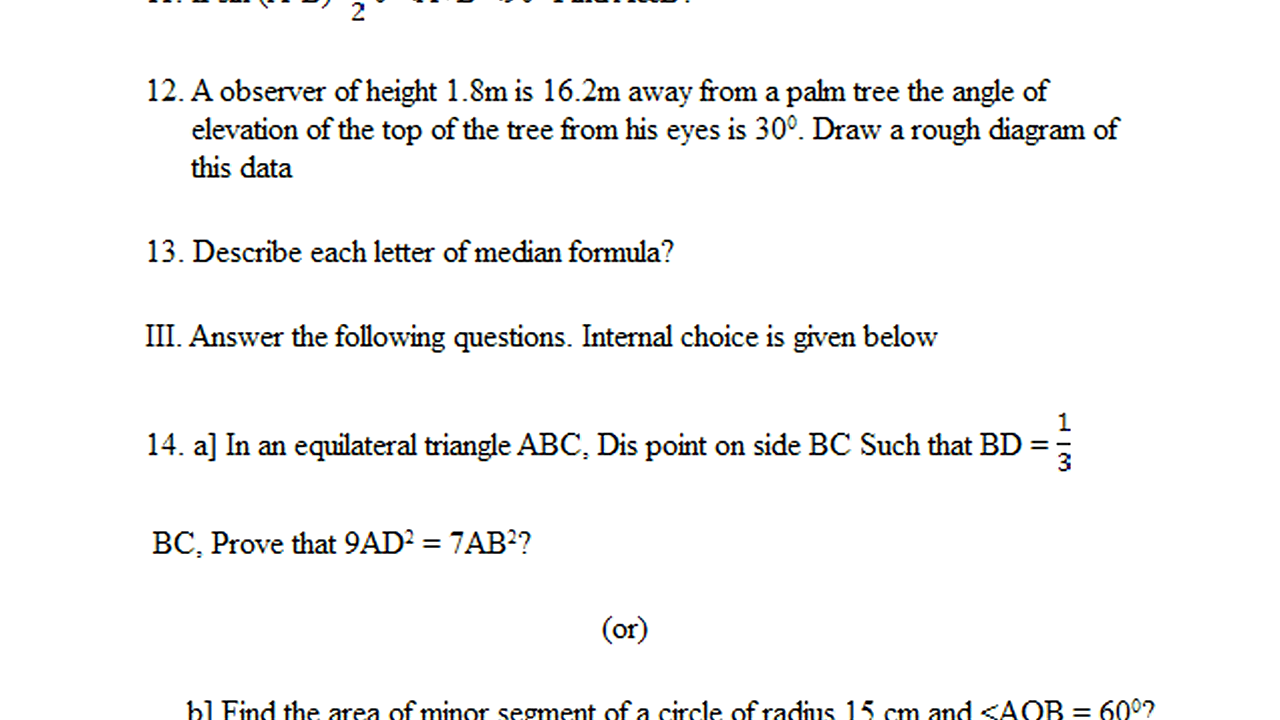 2
12. A observer of height 1.8m is 16.2m away from a palm tree the angle of
elevation of the top of the tree from his eyes is 30⁰. Draw a rough diagram of
this data
13. Describe each letter of median formula?
III. Answer the following questions. Internal choice is given below
14. a] In an equilateral triangle ABC, Dis point on side BC Such that BD = 1/3
BC, Prove that 9AD² = 7AB²?
(or)
b] Find the area of minor segment of a circle of radius 15 cm and <AOB = 60⁰?